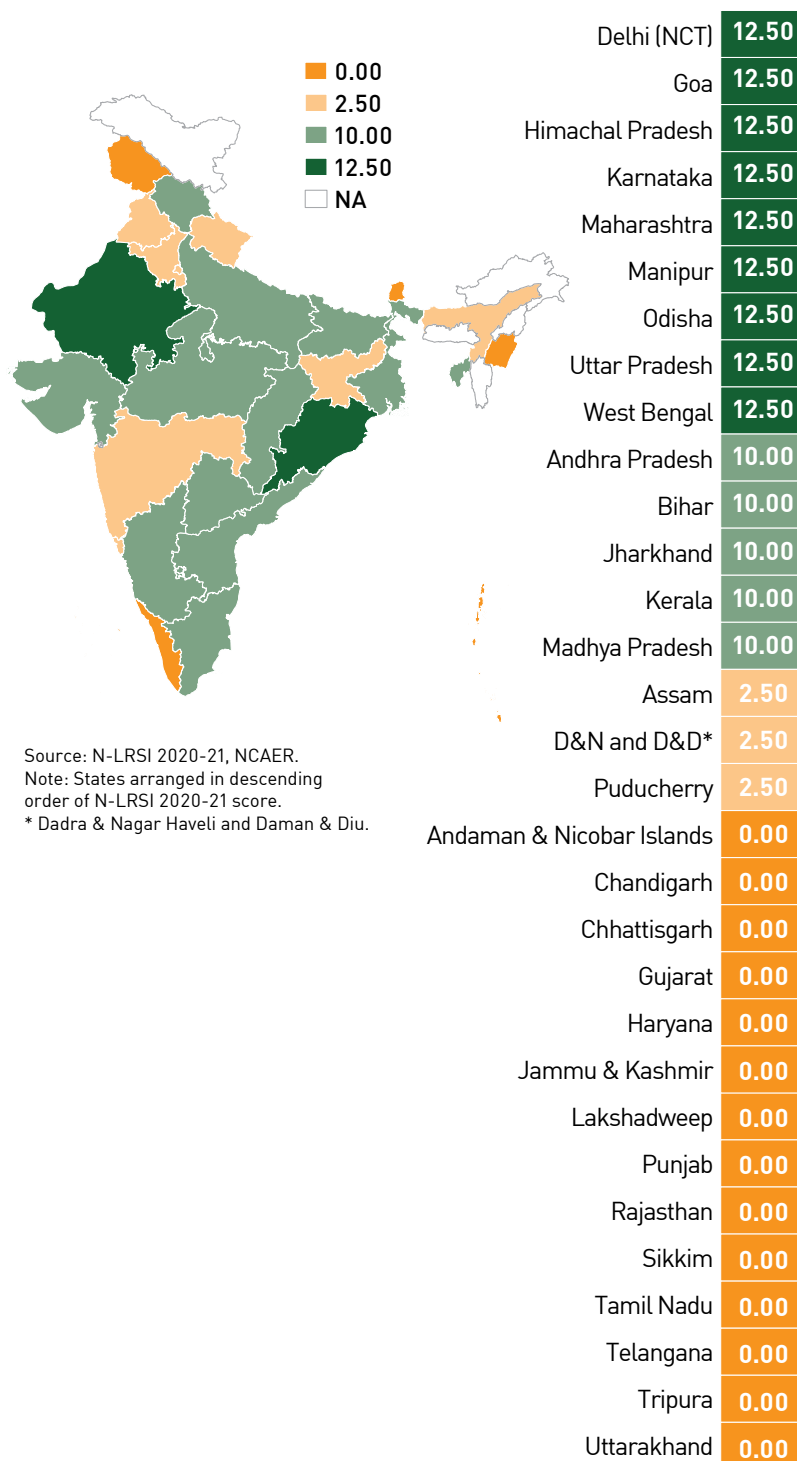 0.00
2.50
10.00
12.50
NA
Delhi (NCT) 12.50
Goa 12.50
Himachal Pradesh 12.50
Karnataka 12.50
Maharashtra 12.50
Manipur 12.50
Odisha 12.50
Uttar Pradesh 12.50
West Bengal 12.50
Andhra Pradesh 10.00
Bihar 10.00
Jharkhand 10.00
Kerala 10.00
Madhya Pradesh 10.00
Assam 2.50
D&N and D&D* 2.50
Puducherry 2.50
Andaman & Nicobar Islands 0.00
Chandigarh 0.00
Chhattisgarh 0.00
Gujarat 0.00
Haryana 0.00
Jammu & Kashmir 0.00
Lakshadweep 0.00
Punjab 0.00
Rajasthan 0.00
Sikkim 0.00
Tamil Nadu 0.00
Telangana 0.00
Tripura 0.00
Uttarakhand 0.00
Source: N-LRSI 2020-21, NCAER.
Note: States arranged in descending
order of N-LRSI 2020-21 score.
* Dadra & Nagar Haveli and Daman & Diu.